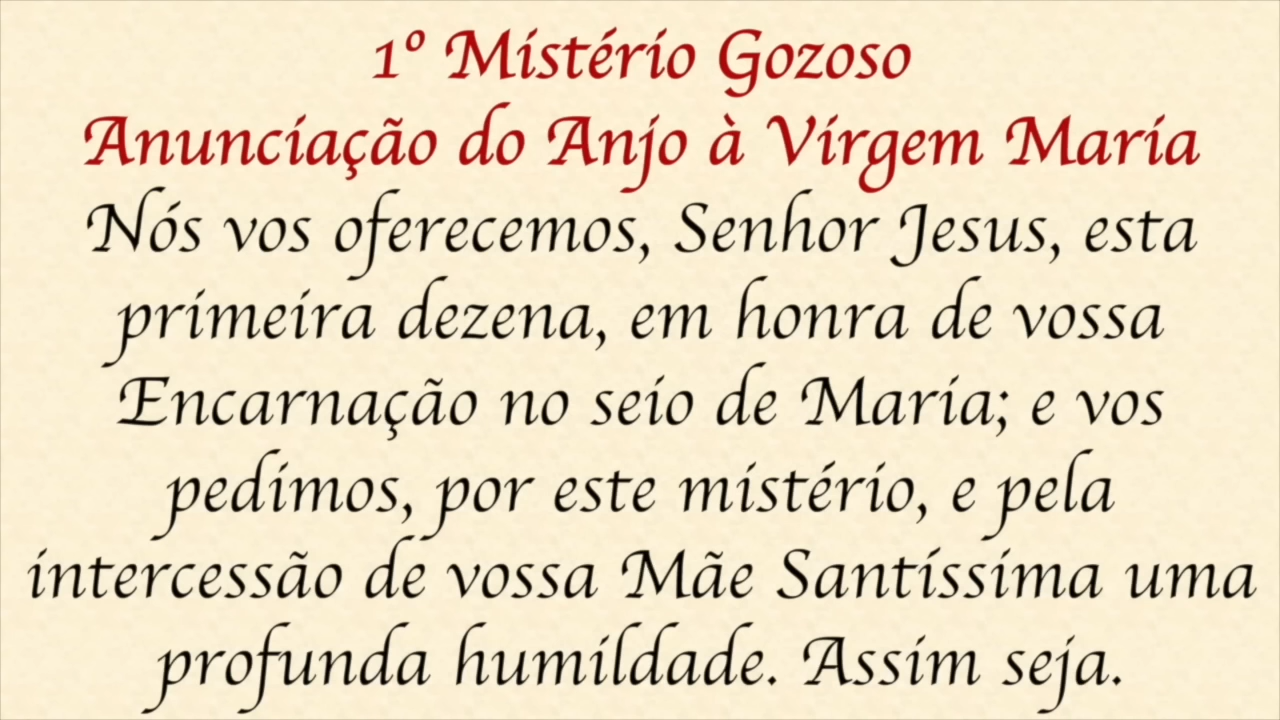 1º Mistério Gozoso
Anunciação do Anjo à Virgem Maria
Nós vos oferecemos, Senhor Jesus, esta
primeira dezena, em honra de vossa
Encarnação no seio de Maria; e vos
pedimos, por este mistério, e pela
intercessão de vossa Mãe Santíssima uma
profunda humildade. Assim seja.